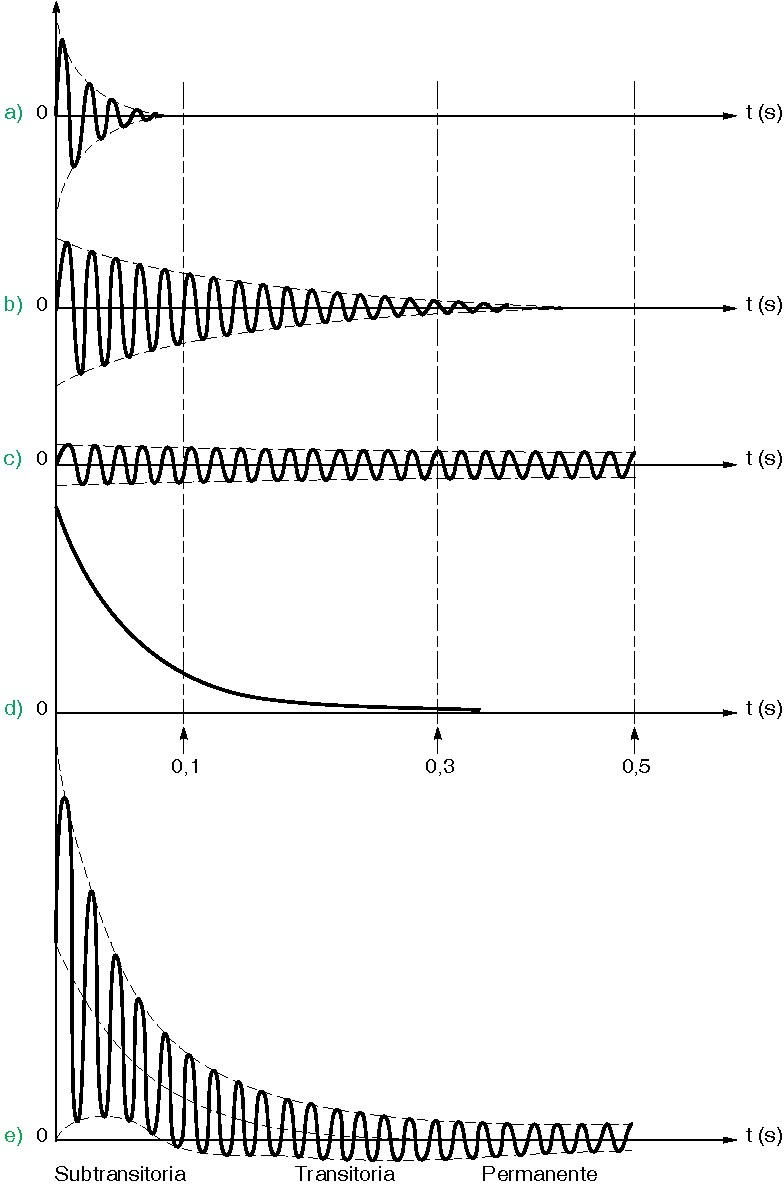 a) 0 t (s)
b) 0 t (s)
c) 0 t (s)
d) 0 t (s)
0,1 0,3 0,5
e) 0 t (s)
Subtransitoria Transitoria Permanente